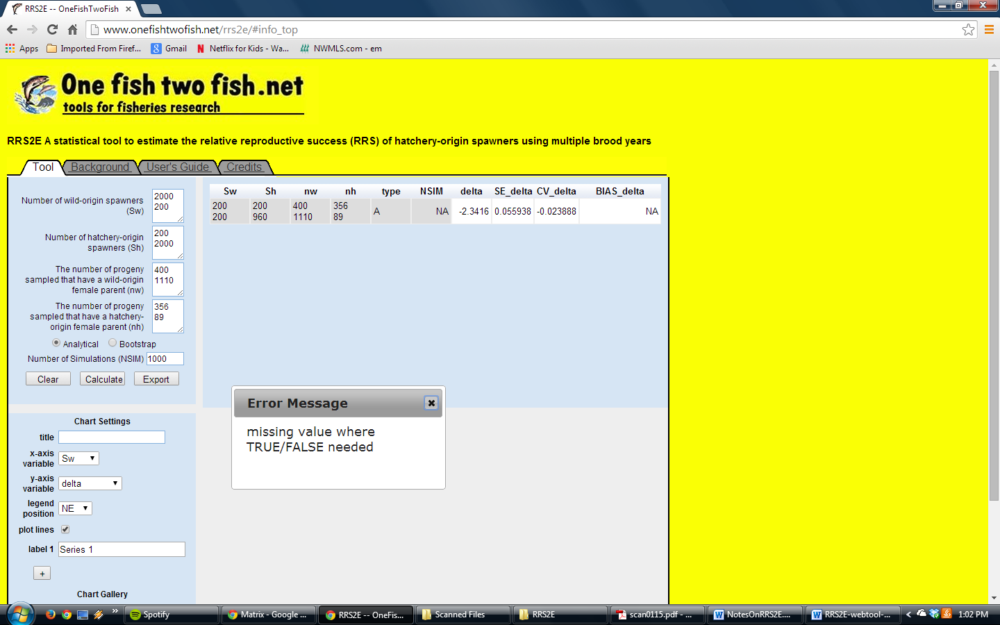 RRS2E -- OneFishTwoFish
www.onefishtwofish.net/rrs2e/#info_top
Apps
Imported From Firef...
Gmail
Netflix for Kids - Wa...
NWMLS.com - em
One fish two fish.net
tools for fisheries research
RRS2E A statistical tool to estimate the relative reproductive success (RRS) of hatchery-origin spawners using multiple brood years
Tool Background User's Guide Credits
Number of wild-origin spawners
(Sw)
2000
200
Number of hatchery-origin
spawners (Sh)
200
2000
The number of progeny
sampled that have a wild-origin
female parent (nw)
400
1110
The number of progeny
sampled that have a hatchery-
origin female parent (nh)
356
89
Analytical Bootstrap
Number of Simulations (NSIM) 1000
Clear Calculate Export
Sw Sh nw nh type NSIM delta SE_delta CV_delta BIAS_delta
200 200 400 356 A NA -2.3416 0.055938 -0.023888 NA
200 960 1110 89
Error Message
missing value where
TRUE/FALSE needed
Chart Settings
title
x-axis
variable
Sw
y-axis
variable
delta
legend
position
NE
plot lines
label 1 Series 1
+
Chart Gallery
Spotify
Matrix - Google ...
RRS2E -- OneFis...
Scanned Files
RRS2E
scan0115.pdf - ...
NotesOnRRS2E....
RRS2E-webtool-...
1:02 PM